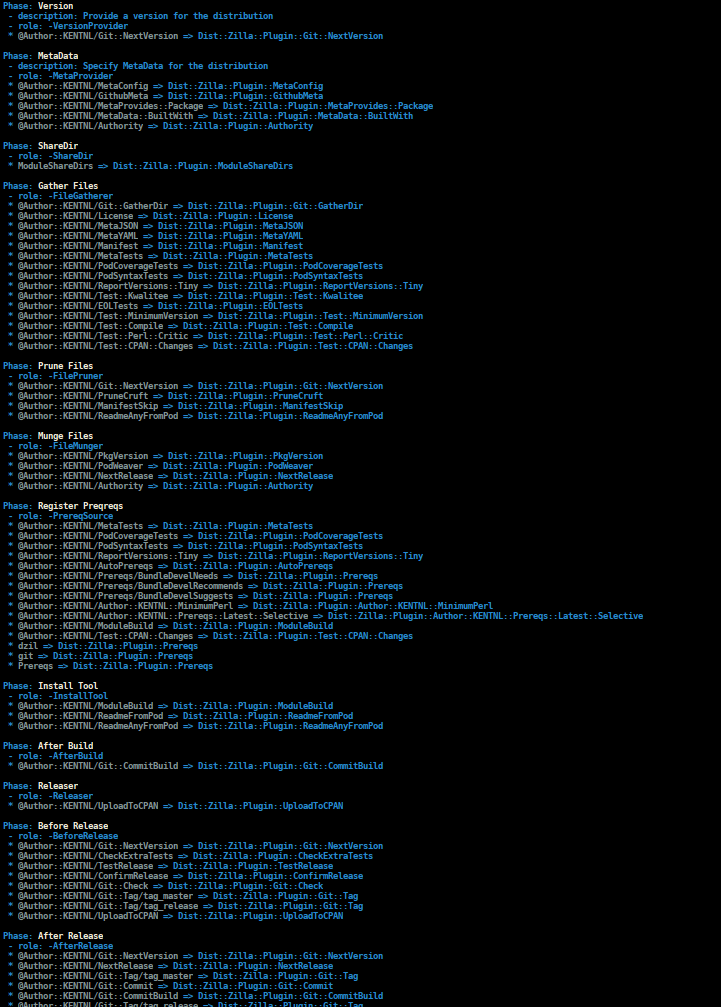 Phase: Version
- description: Provide a version for the distribution
- role: -VersionProvider
* @Author::KENTNL/Git::NextVersion => Dist::Zilla::Plugin::Git::NextVersion
Phase: MetaData
- description: Specify MetaData for the distribution
- role: -MetaProvider
* @Author::KENTNL/MetaConfig => Dist::Zilla::Plugin::MetaConfig
* @Author::KENTNL/GithubMeta => Dist::Zilla::Plugin::GithubMeta
* @Author::KENTNL/MetaProvides::Package => Dist::Zilla::Plugin::MetaProvides::Package
* @Author::KENTNL/MetaData::BuiltWith => Dist::Zilla::Plugin::MetaData::BuiltWith
* @Author::KENTNL/Authority => Dist::Zilla::Plugin::Authority
Phase: ShareDir
- role: -ShareDir
* ModuleShareDirs => Dist::Zilla::Plugin::ModuleShareDirs
Phase: Gather Files
- role: -FileGatherer
* @Author::KENTNL/Git::GatherDir => Dist::Zilla::Plugin::Git::GatherDir
* @Author::KENTNL/License => Dist::Zilla::Plugin::License
* @Author::KENTNL/MetaJSON => Dist::Zilla::Plugin::MetaJSON
* @Author::KENTNL/MetaYAML => Dist::Zilla::Plugin::MetaYAML
* @Author::KENTNL/Manifest => Dist::Zilla::Plugin::Manifest
* @Author::KENTNL/MetaTests => Dist::Zilla::Plugin::MetaTests
* @Author::KENTNL/PodCoverageTests => Dist::Zilla::Plugin::PodCoverageTests
* @Author::KENTNL/PodSyntaxTests => Dist::Zilla::Plugin::PodSyntaxTests
* @Author::KENTNL/ReportVersions::Tiny => Dist::Zilla::Plugin::ReportVersions::Tiny
* @Author::KENTNL/Test::Kwalitee => Dist::Zilla::Plugin::Test::Kwalitee
* @Author::KENTNL/EOLTests => Dist::Zilla::Plugin::EOLTests
* @Author::KENTNL/Test::MinimumVersion => Dist::Zilla::Plugin::Test::MinimumVersion
* @Author::KENTNL/Test::Compile => Dist::Zilla::Plugin::Test::Compile
* @Author::KENTNL/Test::Perl::Critic => Dist::Zilla::Plugin::Test::Perl::Critic
* @Author::KENTNL/Test::CPAN::Changes => Dist::Zilla::Plugin::Test::CPAN::Changes
Phase: Prune Files
- role: -FilePruner
* @Author::KENTNL/Git::NextVersion => Dist::Zilla::Plugin::Git::NextVersion
* @Author::KENTNL/PruneCruft => Dist::Zilla::Plugin::PruneCruft
* @Author::KENTNL/ManifestSkip => Dist::Zilla::Plugin::ManifestSkip
* @Author::KENTNL/ReadmeAnyFromPod => Dist::Zilla::Plugin::ReadmeAnyFromPod
Phase: Munge Files
- role: -FileMunger
* @Author::KENTNL/PkgVersion => Dist::Zilla::Plugin::PkgVersion
* @Author::KENTNL/PodWeaver => Dist::Zilla::Plugin::PodWeaver
* @Author::KENTNL/NextRelease => Dist::Zilla::Plugin::NextRelease
* @Author::KENTNL/Authority => Dist::Zilla::Plugin::Authority
Phase: Register Preqreqs
- role: -PrereqSource
* @Author::KENTNL/MetaTests => Dist::Zilla::Plugin::MetaTests
* @Author::KENTNL/PodCoverageTests => Dist::Zilla::Plugin::PodCoverageTests
* @Author::KENTNL/PodSyntaxTests => Dist::Zilla::Plugin::PodSyntaxTests
* @Author::KENTNL/ReportVersions::Tiny => Dist::Zilla::Plugin::ReportVersions::Tiny
* @Author::KENTNL/AutoPrereqs => Dist::Zilla::Plugin::AutoPrereqs
* @Author::KENTNL/Prereqs/BundleDevelNeeds => Dist::Zilla::Plugin::Prereqs
* @Author::KENTNL/Prereqs/BundleDevelRecommends => Dist::Zilla::Plugin::Prereqs
* @Author::KENTNL/Prereqs/BundleDevelSuggests => Dist::Zilla::Plugin::Prereqs
* @Author::KENTNL/Author::KENTNL::MinimumPerl => Dist::Zilla::Plugin::Author::KENTNL::MinimumPerl
* @Author::KENTNL/Author::KENTNL::Prereqs::Latest::Selective => Dist::Zilla::Plugin::Author::KENTNL::Prereqs::Latest::Selective
* @Author::KENTNL/ModuleBuild => Dist::Zilla::Plugin::ModuleBuild
* @Author::KENTNL/Test::CPAN::Changes => Dist::Zilla::Plugin::Test::CPAN::Changes
* dzil => Dist::Zilla::Plugin::Prereqs
* git => Dist::Zilla::Plugin::Prereqs
* Prereqs => Dist::Zilla::Plugin::Prereqs
Phase: Install Tool
- role: -InstallTool
* @Author::KENTNL/ModuleBuild => Dist::Zilla::Plugin::ModuleBuild
* @Author::KENTNL/ReadmeFromPod => Dist::Zilla::Plugin::ReadmeFromPod
* @Author::KENTNL/ReadmeAnyFromPod => Dist::Zilla::Plugin::ReadmeAnyFromPod
Phase: After Build
- role: -AfterBuild
* @Author::KENTNL/Git::CommitBuild => Dist::Zilla::Plugin::Git::CommitBuild
Phase: Releaser
- role: -Releaser
* @Author::KENTNL/UploadToCPAN => Dist::Zilla::Plugin::UploadToCPAN
Phase: Before Release
- role: -BeforeRelease
* @Author::KENTNL/Git::NextVersion => Dist::Zilla::Plugin::Git::NextVersion
* @Author::KENTNL/CheckExtraTests => Dist::Zilla::Plugin::CheckExtraTests
* @Author::KENTNL/TestRelease => Dist::Zilla::Plugin::TestRelease
* @Author::KENTNL/ConfirmRelease => Dist::Zilla::Plugin::ConfirmRelease
* @Author::KENTNL/Git::Check => Dist::Zilla::Plugin::Git::Check
* @Author::KENTNL/Git::Tag/tag_master => Dist::Zilla::Plugin::Git::Tag
* @Author::KENTNL/Git::Tag/tag_release => Dist::Zilla::Plugin::Git::Tag
* @Author::KENTNL/UploadToCPAN => Dist::Zilla::Plugin::UploadToCPAN
Phase: After Release
- role: -AfterRelease
* @Author::KENTNL/Git::NextVersion => Dist::Zilla::Plugin::Git::NextVersion
* @Author::KENTNL/NextRelease => Dist::Zilla::Plugin::NextRelease
* @Author::KENTNL/Git::Tag/tag_master => Dist::Zilla::Plugin::Git::Tag
* @Author::KENTNL/Git::Commit => Dist::Zilla::Plugin::Git::Commit
* @Author::KENTNL/Git::CommitBuild => Dist::Zilla::Plugin::Git::CommitBuild
* @Author::KENTNL/Git::Tag/tag_release => Dist::Zilla::Plugin::Git::Tag